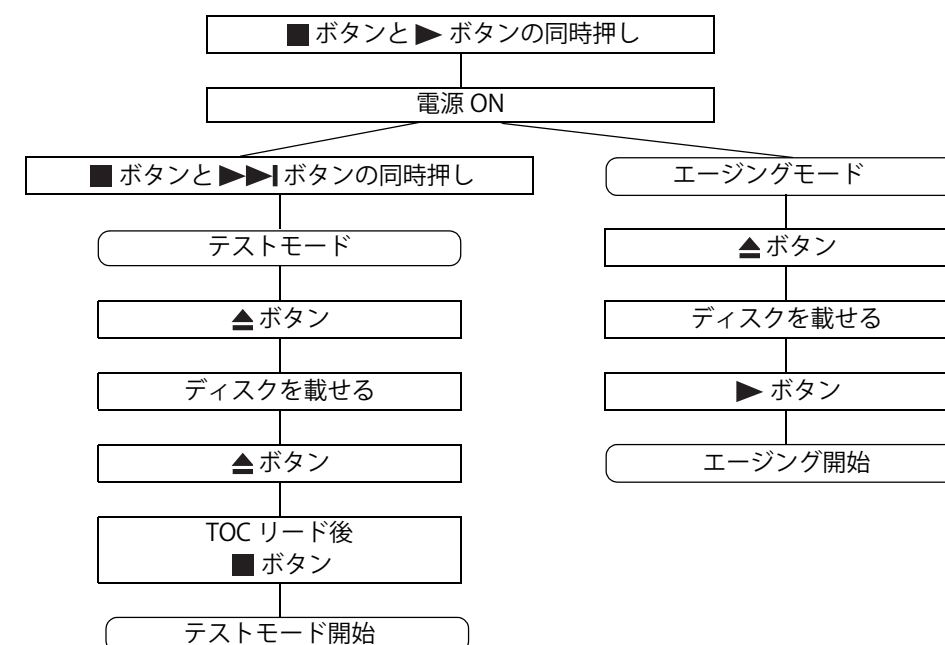 ■ ボタンと ▶ ボタンの同時押し
電源 ON
■ ボタンと ▶▶I ボタンの同時押し
テストモード
⏏ ボタン
ディスクを載せる
⏏ ボタン
TOC リード後
■ ボタン
テストモード開始
エージングモード
⏏ ボタン
ディスクを載せる
▶ ボタン
エージング開始